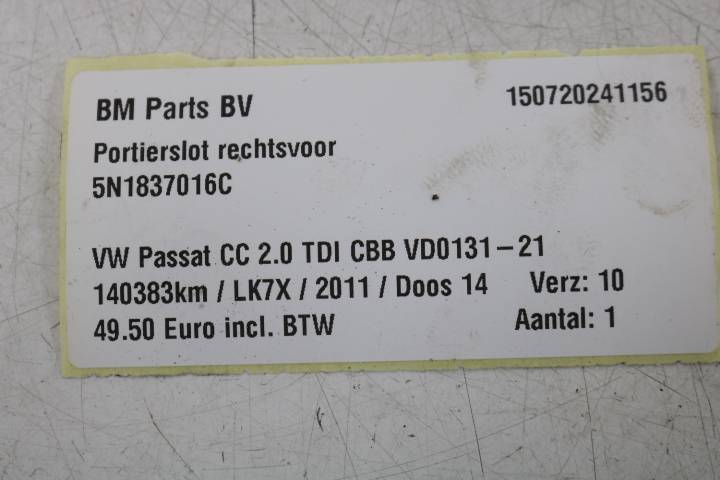 BM Parts BV 150720241156
Portierslot rechtsvoor
5N1837016C
VW Passat CC 2.0 TDI CBB VD0131-21
140383km / LK7X / 2011 / Doos 14 Verz: 10
49.50 Euro incl. BTW Aantal: 1